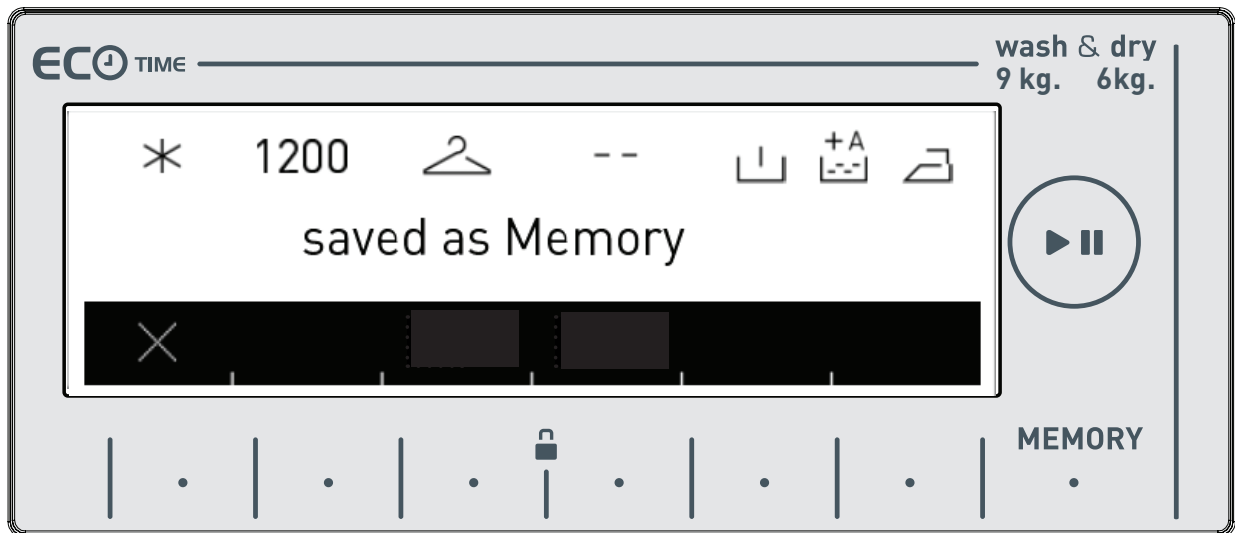 ECO TIME
wash & dry
9 kg. 6kg.
1200 -- +A
saved as Memory
MEMORY